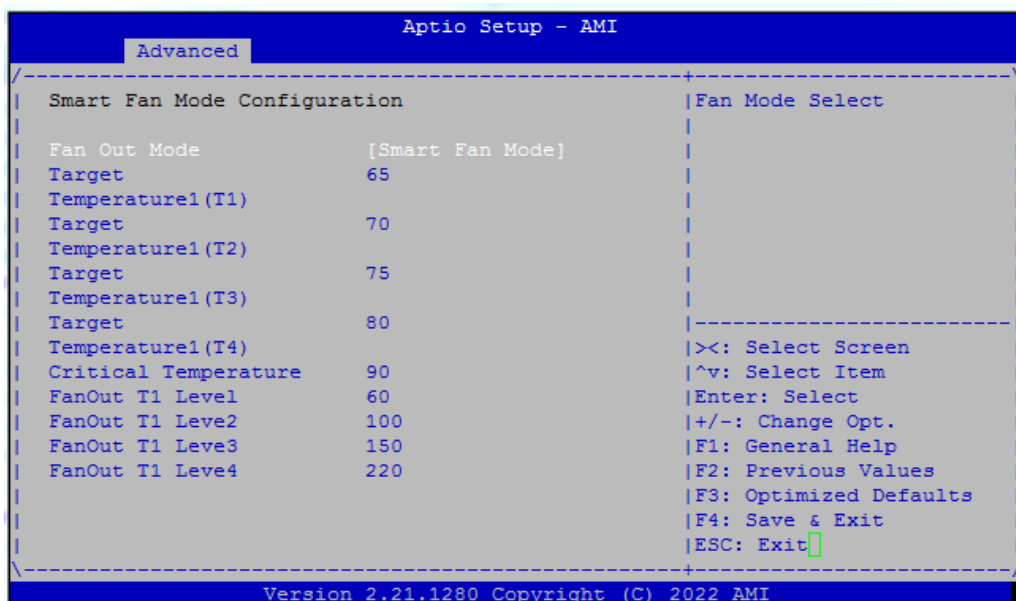 Aptio Setup - AMI
Advanced
Smart Fan Mode Configuration
Fan Out Mode [Smart Fan Mode]
Target 65
Temperature1(T1)
Target 70
Temperature1(T2)
Target 75
Temperature1(T3)
Target 80
Temperature1(T4)
Critical Temperature 90
FanOut T1 Level 60
FanOut T1 Leve2 100
FanOut T1 Leve3 150
FanOut T1 Leve4 220
Fan Mode Select
><: Select Screen
^v: Select Item
Enter: Select
+/-: Change Opt.
F1: General Help
F2: Previous Values
F3: Optimized Defaults
F4: Save & Exit
ESC: Exit
Version 2.21.1280 Copyright (C) 2022 AMI